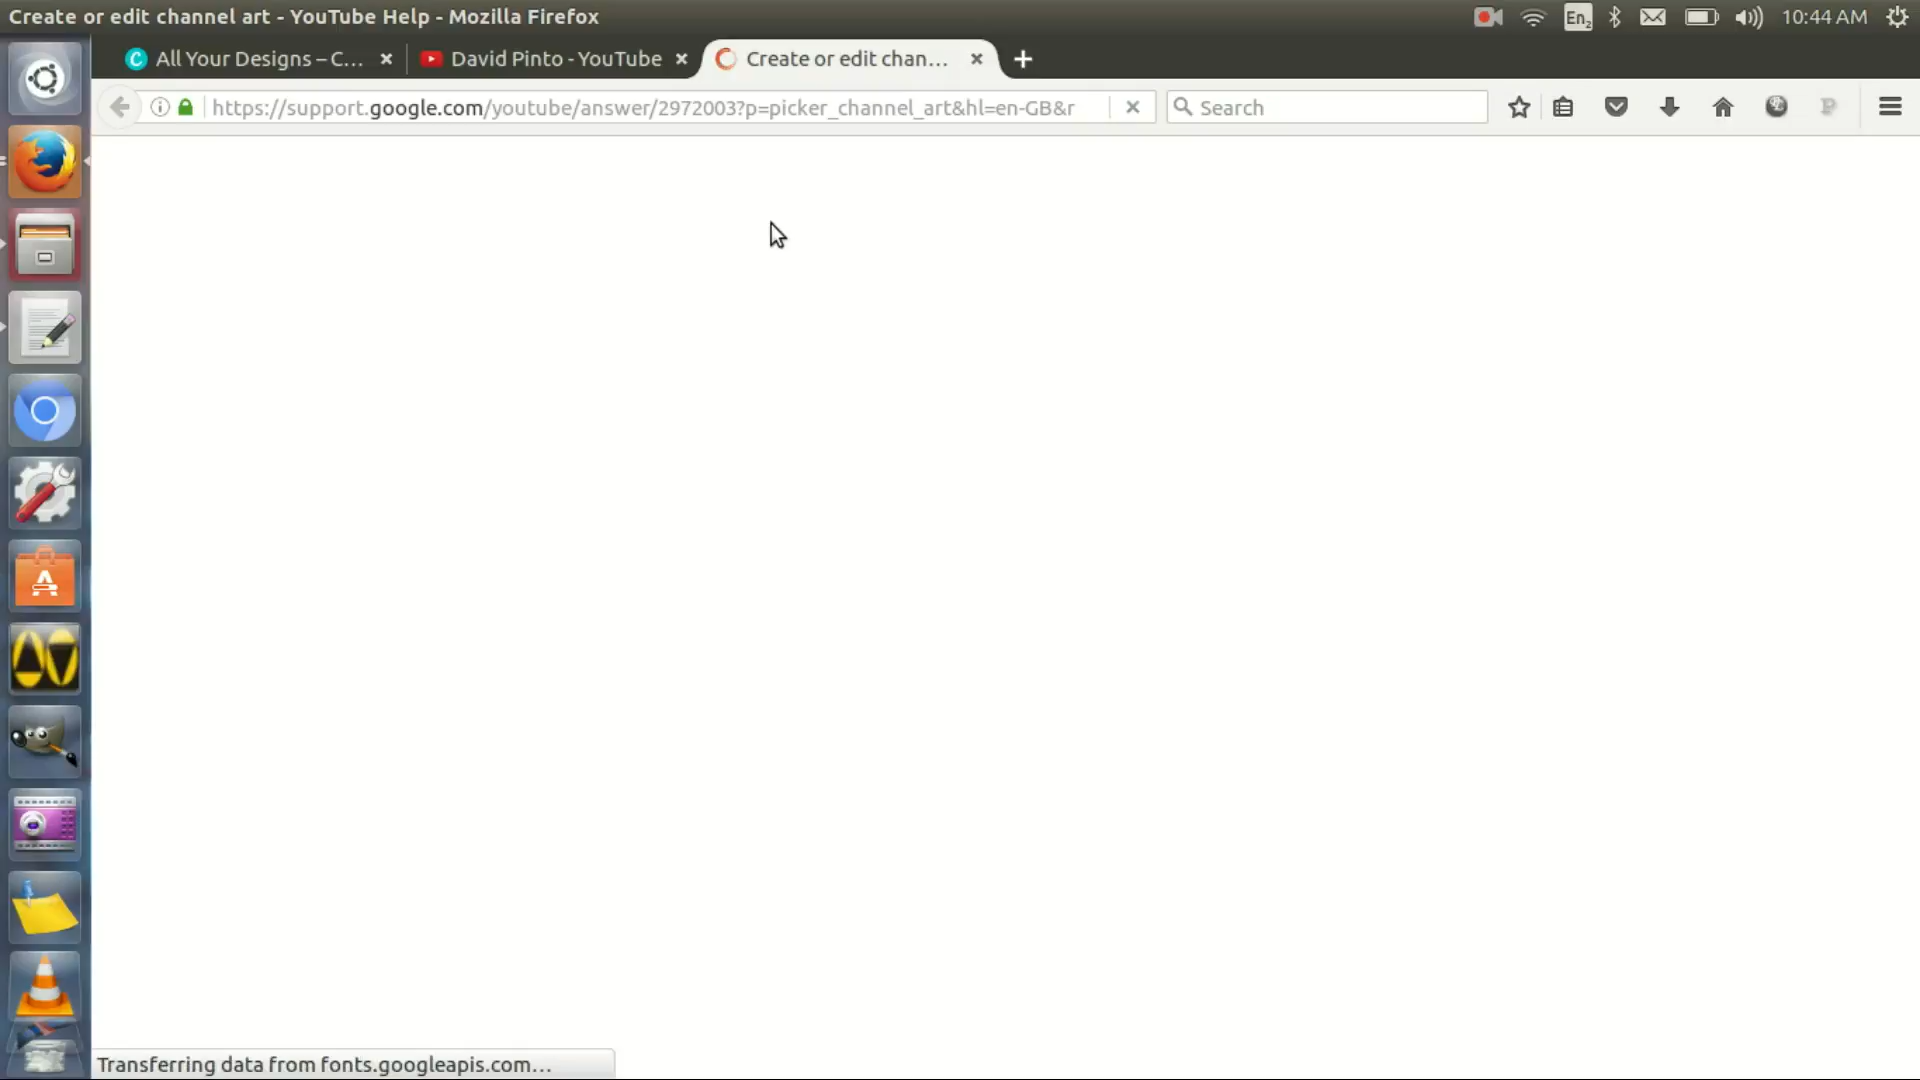 Create or edit channel art - YouTube Help - Mozilla Firefox
En2
10:44 AM
All Your Designs – C...
David Pinto - YouTube
Create or edit chan...
https://support.google.com/youtube/answer/2972003?p=picker_channel_art&hl=en-GB&r
Search
Transferring data from fonts.googleapis.com...